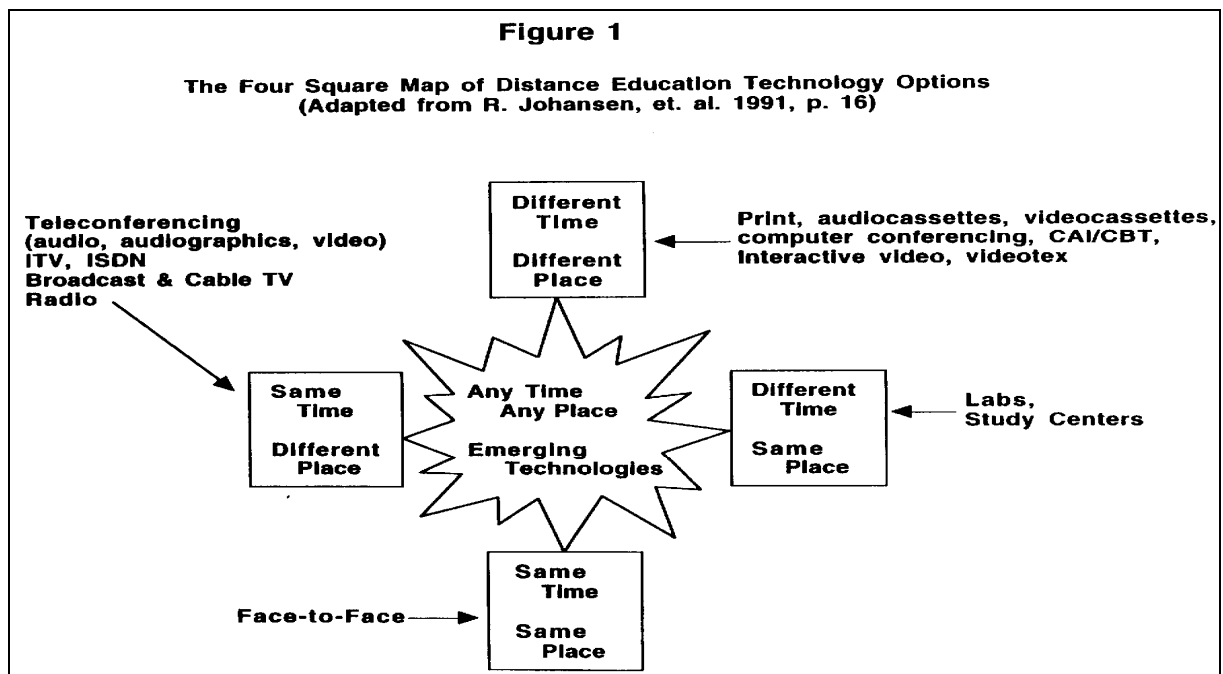 Figure 1
The Four Square Map of Distance Education Technology Options
(Adapted from R. Johansen, et. al. 1991, p. 16)
Different
Time
Different
Place
Teleconferencing
(audio, audiographics, video)
ITV, ISDN
Broadcast & Cable TV
Radio
Print, audiocassettes, videocassettes,
computer conferencing, CAI/CBT,
Interactive video, videotex
Same
Time
Different
Place
Any Time
Any Place
Emerging
Technologies
Different
Time
Same
Place
Labs,
Study Centers
Face-to-Face
Same
Time
Same
Place